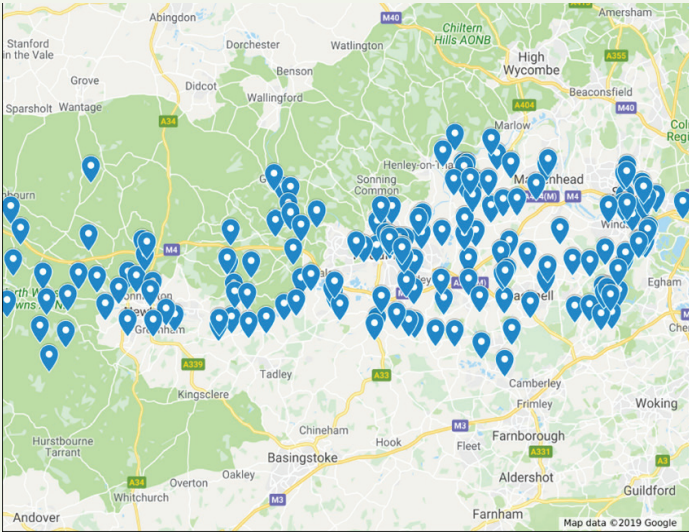 Abingdon
M40
Amersham
Stanford
in the Vale
Dorchester
Watlington
Chiltern
Hills AONB
High
Wycombe
A355
Grove
Didcot
Benson
Wallingford
Beaconsfield
A404
M40
Sparsholt
Wantage
A34
Marlow
Henley-on-
Sonning
Common
M4
M4
Egham
Tadley
A339
A33
Kingsclere
Camberley
Frimley
Woking
Chineham
M3
Hurstbourne
Tarrant
Hook
Fleet
Farnborough
Basingstoke
A331
A3
Oakley
Overton
A34
Aldershot
Whitchurch
M3
Guildford
Andover
Farnham
Map data ©2019 Google